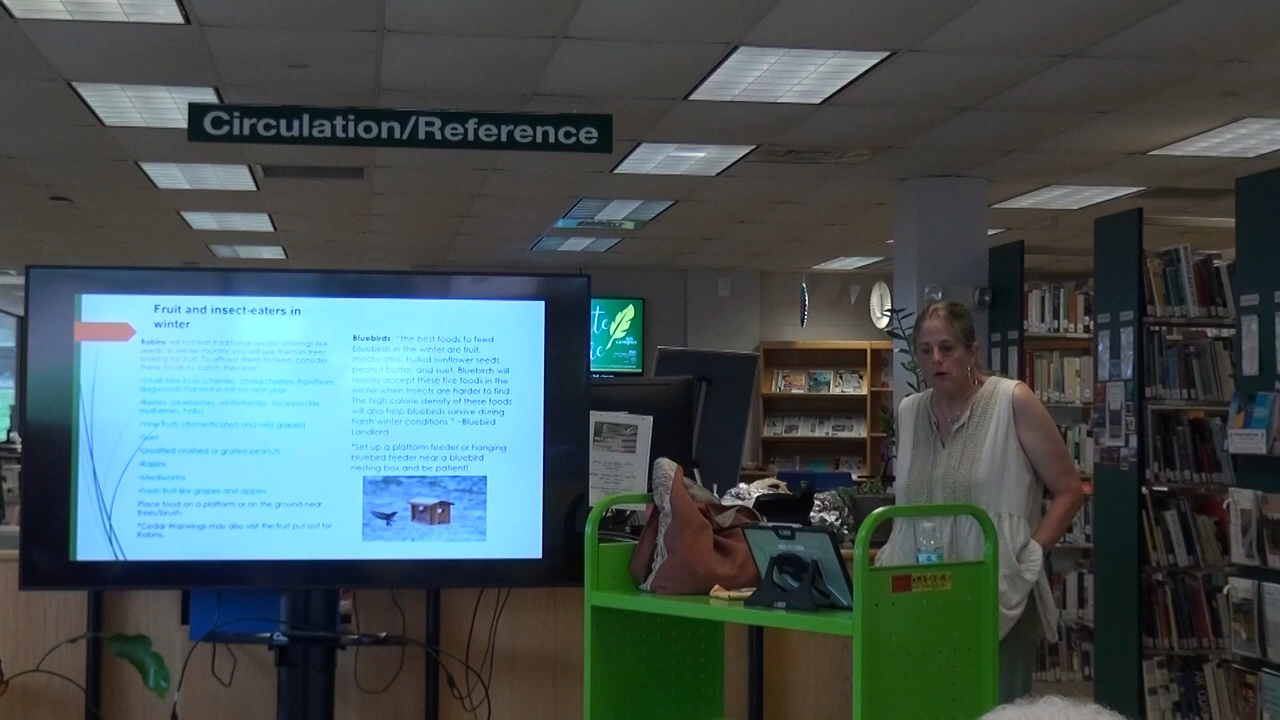 Circulation/Reference
Fruit and insect-eaters in
winter
Robins will not eat traditional feeder offerings like
seeds. In winter months you will see them in trees
looking for fruit. To attract them to feed, consider
these foods to catch their eye:
•Small tree fruits (cherries, chokecherries, hawthorn,
dogwood) Planted in fall for next year
•Berries (blueberries, winterberries, honeysuckle,
mulberries, holly)
•Vine fruits (domesticated and wild grapes)
•Suet
•Unsalted crushed or grated peanuts
•Raisins
•Mealworms
•Fresh fruit like grapes and apples
Place food on a platform or on the ground near
trees/brush.
*Cedar Waxwings may also visit the fruit put out for
Robins.
Bluebirds: "The best foods to feed
bluebirds in the winter are fruit,
mealworms, hulled sunflower seeds,
peanut butter, and suet. Bluebirds will
readily accept these five foods in the
winter when insects are harder to find.
The high calorie density of these foods
will also help bluebirds survive during
harsh winter conditions." ~Bluebird
Landlord
*Set up a platform feeder or hanging
bluebird feeder near a bluebird
nesting box and be patient!